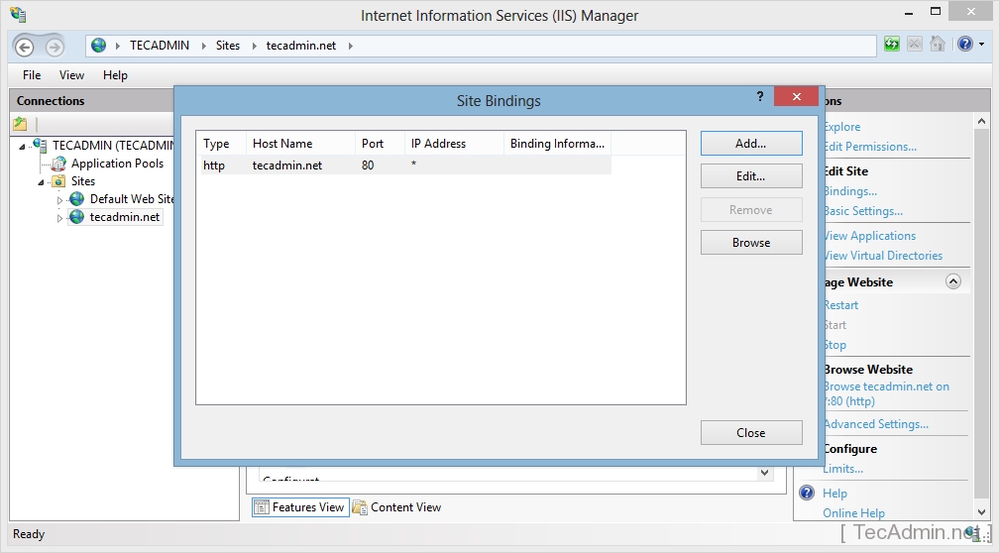 Internet Information Services (IIS) Manager
TECADMIN Sites tecadmin.net
File View Help
Connections
TECADMIN (TECADMIN
Application Pools
Sites
Default Web Site
tecadmin.net
Site Bindings
?
Type Host Name Port IP Address Binding Informa...
http tecadmin.net 80 *
Add...
Edit...
Remove
Browse
Close
ons
Explore
Edit Permissions...
Edit Site
Bindings...
Basic Settings...
View Applications
View Virtual Directories
age Website
Restart
Start
Stop
Browse Website
Browse tecadmin.net on
*:80 (http)
Advanced Settings...
Configure
Limits...
Help
Online Help
Features View Content View
Ready
[ TecAdmin.net ]